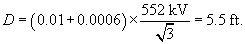 D = (0.01 + 0.0006) × 552 kV / √3 = 5.5 ft.